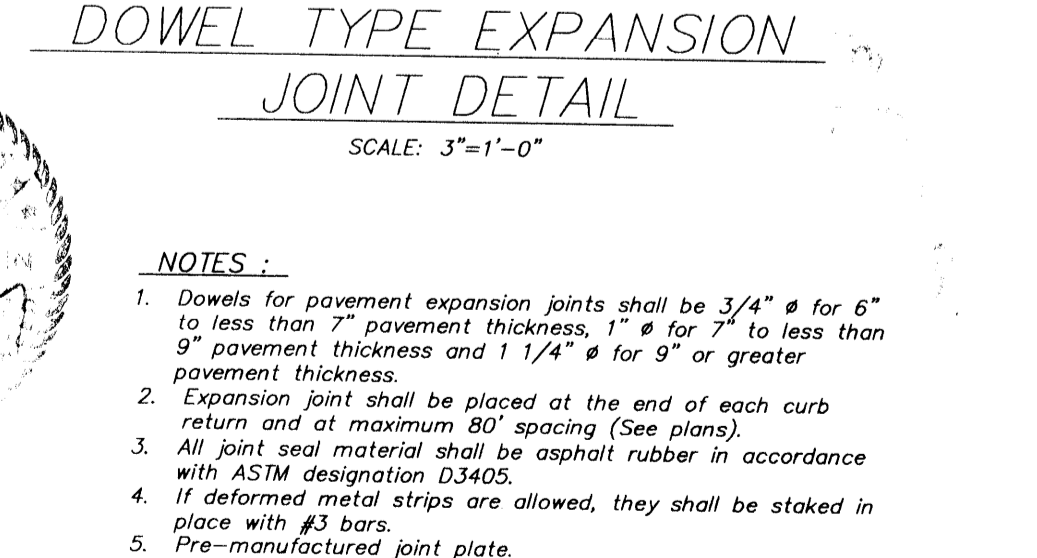 DOWEL TYPE EXPANSION
JOINT DETAIL
SCALE: 3"=1'-0"
NOTES :
1. Dowels for pavement expansion joints shall be 3/4" ø for 6"
to less than 7" pavement thickness, 1" ø for 7" to less than
9" pavement thickness and 1 1/4" ø for 9" or greater
pavement thickness.
2. Expansion joint shall be placed at the end of each curb
return and at maximum 80' spacing (See plans).
3. All joint seal material shall be asphalt rubber in accordance
with ASTM designation D3405.
4. If deformed metal strips are allowed, they shall be staked in
place with #3 bars.
5. Pre-manufactured joint plate.